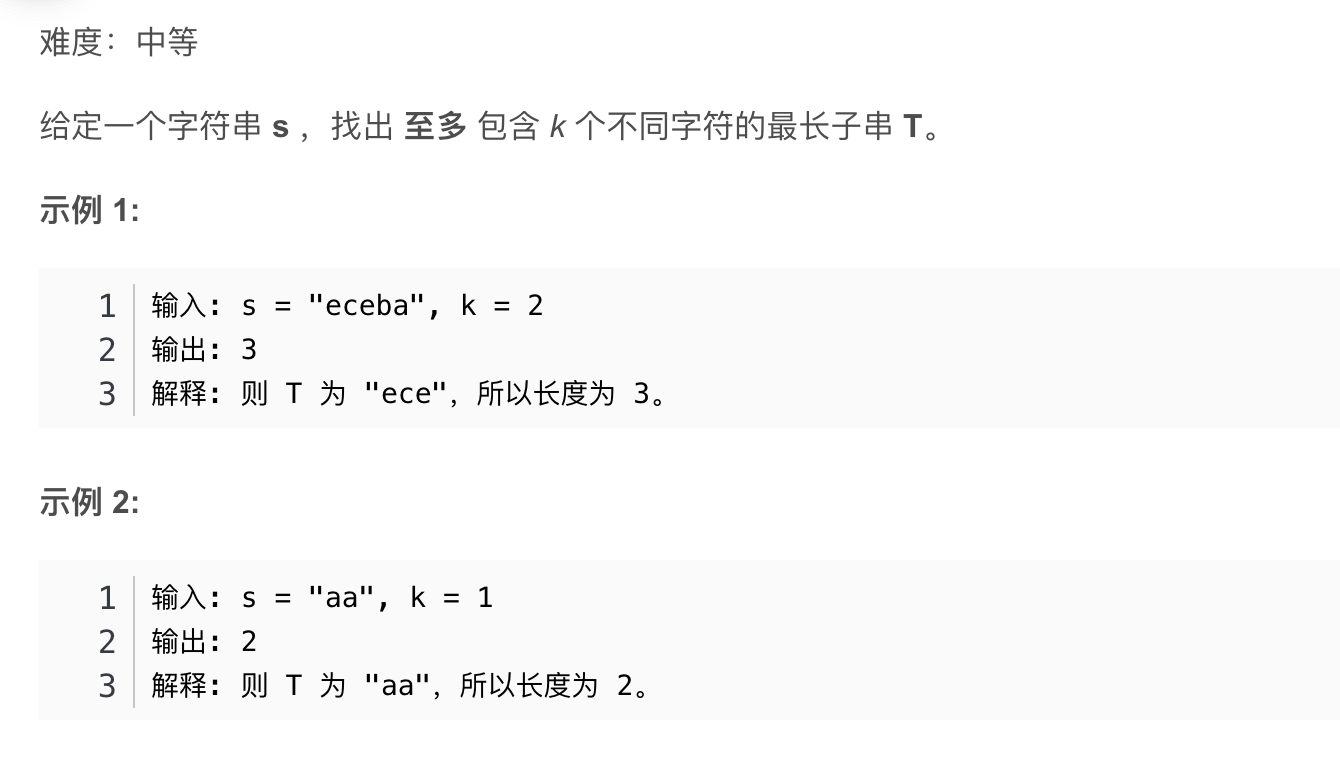 难度：中等
给定一个字符串 s ，找出 至多 包含 k 个不同字符的最长子串 T。
示例 1:
1 输入: s = "eceba", k = 2
2 输出: 3
3 解释: 则 T 为 "ece"，所以长度为 3。
示例 2:
1 输入: s = "aa", k = 1
2 输出: 2
3 解释: 则 T 为 "aa"，所以长度为 2。